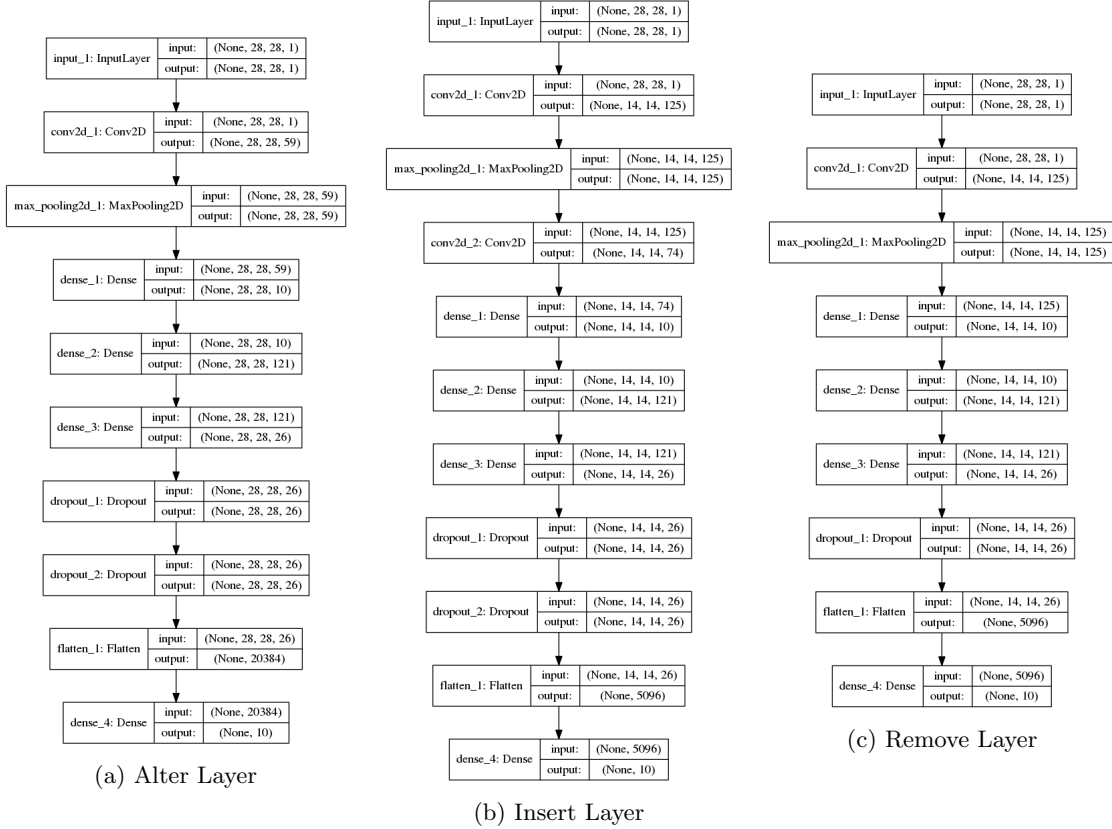 input_1: InputLayer
input: (None, 28, 28, 1)
output: (None, 28, 28, 1)
conv2d_1: Conv2D
input: (None, 28, 28, 1)
output: (None, 28, 28, 59)
max_pooling2d_1: MaxPooling2D
input: (None, 28, 28, 59)
output: (None, 28, 28, 59)
dense_1: Dense
input: (None, 28, 28, 59)
output: (None, 28, 28, 10)
dense_2: Dense
input: (None, 28, 28, 10)
output: (None, 28, 28, 121)
dense_3: Dense
input: (None, 28, 28, 121)
output: (None, 28, 28, 26)
dropout_1: Dropout
input: (None, 28, 28, 26)
output: (None, 28, 28, 26)
dropout_2: Dropout
input: (None, 28, 28, 26)
output: (None, 28, 28, 26)
flatten_1: Flatten
input: (None, 28, 28, 26)
output: (None, 20384)
dense_4: Dense
input: (None, 20384)
output: (None, 10)
(a) Alter Layer
input_1: InputLayer
input: (None, 28, 28, 1)
output: (None, 28, 28, 1)
conv2d_1: Conv2D
input: (None, 28, 28, 1)
output: (None, 14, 14, 125)
max_pooling2d_1: MaxPooling2D
input: (None, 14, 14, 125)
output: (None, 14, 14, 125)
conv2d_2: Conv2D
input: (None, 14, 14, 125)
output: (None, 14, 14, 74)
dense_1: Dense
input: (None, 14, 14, 74)
output: (None, 14, 14, 10)
dense_2: Dense
input: (None, 14, 14, 10)
output: (None, 14, 14, 121)
dense_3: Dense
input: (None, 14, 14, 121)
output: (None, 14, 14, 26)
dropout_1: Dropout
input: (None, 14, 14, 26)
output: (None, 14, 14, 26)
dropout_2: Dropout
input: (None, 14, 14, 26)
output: (None, 14, 14, 26)
flatten_1: Flatten
input: (None, 14, 14, 26)
output: (None, 5096)
dense_4: Dense
input: (None, 5096)
output: (None, 10)
(b) Insert Layer
input_1: InputLayer
input: (None, 28, 28, 1)
output: (None, 28, 28, 1)
conv2d_1: Conv2D
input: (None, 28, 28, 1)
output: (None, 14, 14, 125)
max_pooling2d_1: MaxPooling2D
input: (None, 14, 14, 125)
output: (None, 14, 14, 125)
dense_1: Dense
input: (None, 14, 14, 125)
output: (None, 14, 14, 10)
dense_2: Dense
input: (None, 14, 14, 10)
output: (None, 14, 14, 121)
dense_3: Dense
input: (None, 14, 14, 121)
output: (None, 14, 14, 26)
dropout_1: Dropout
input: (None, 14, 14, 26)
output: (None, 14, 14, 26)
flatten_1: Flatten
input: (None, 14, 14, 26)
output: (None, 5096)
dense_4: Dense
input: (None, 5096)
output: (None, 10)
(c) Remove Layer